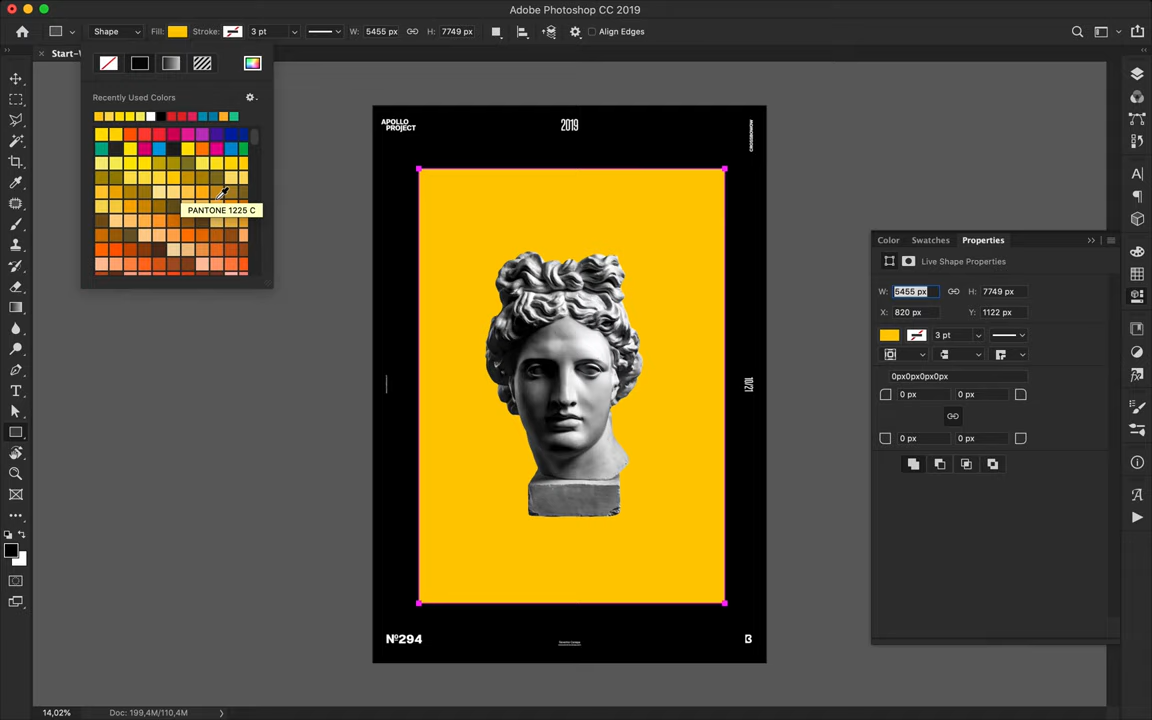 Adobe Photoshop CC 2019
Shape
Fill:
Stroke:
3 pt
W: 5455 px
H: 7749 px
Align Edges
Start-
Recently Used Colors
PANTONE 1225 C
APOLLO
PROJECT
2019
MONOBRAND
10/21
Nº294
B
Color
Swatches
Properties
Live Shape Properties
W: 5455 px
H: 7749 px
X: 820 px
Y: 1122 px
3 pt
0px0px0px0px
0 px
0 px
0 px
0 px
14,02%
Doc: 199,4M/110,4M